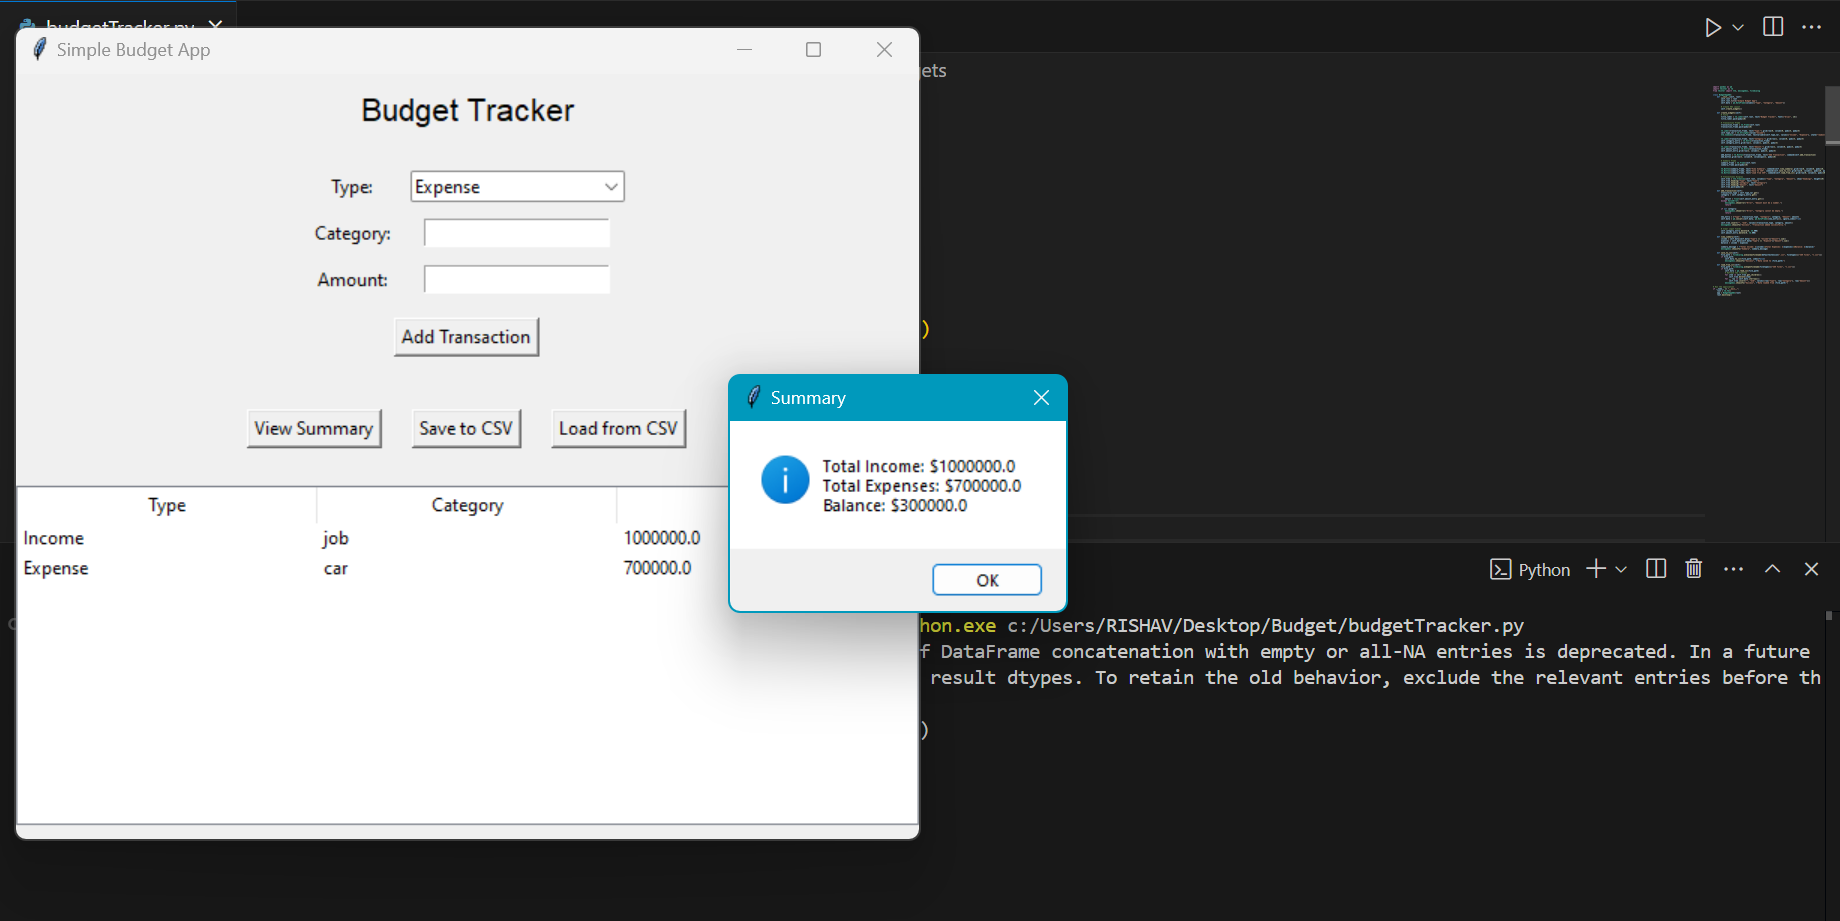 budgetTracker.py
Simple Budget App
gets
Budget Tracker
Type:
Expense
Category:
Amount:
)
Add Transaction
View Summary
Save to CSV
Load from CSV
Summary
Total Income: $1000000.0
Total Expenses: $700000.0
Balance: $300000.0
OK
Type
Category
Income
job
1000000.0
Expense
car
700000.0
Python
hon.exe c:/Users/RISHAV/Desktop/Budget/budgetTracker.py
f DataFrame concatenation with empty or all-NA entries is deprecated. In a future
result dtypes. To retain the old behavior, exclude the relevant entries before th
)